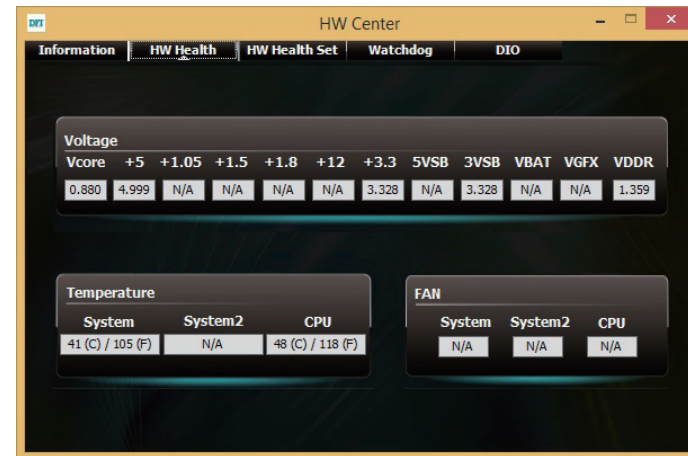 DFI HW Center
Information HW Health HW Health Set Watchdog DIO
Voltage
Vcore +5 +1.05 +1.5 +1.8 +12 +3.3 5VSB 3VSB VBAT VGFX VDDR
0.880 4.999 N/A N/A N/A N/A 3.328 N/A 3.328 N/A N/A 1.359
Temperature
System System2 CPU
41 (C) / 105 (F) N/A 48 (C) / 118 (F)
FAN
System System2 CPU
N/A N/A N/A